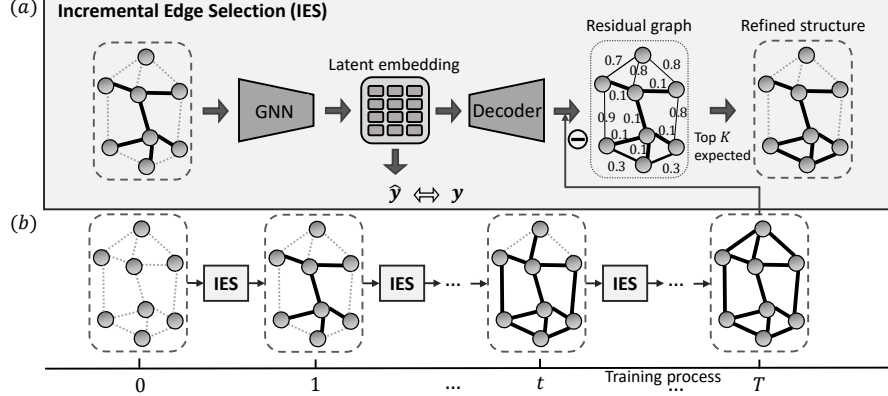 (a) Incremental Edge Selection (IES)
Residual graph
Refined structure
Latent embedding
GNN
Decoder
0.7
0.8
0.8
0.1
0.1
0.9
0.1
0.8
0.1
0.1
0.1
0.3
0.3
Top K
expected
ŷ ⇔ y
(b)
IES
IES
...
IES
...
0
1
...
t
Training process
...
T